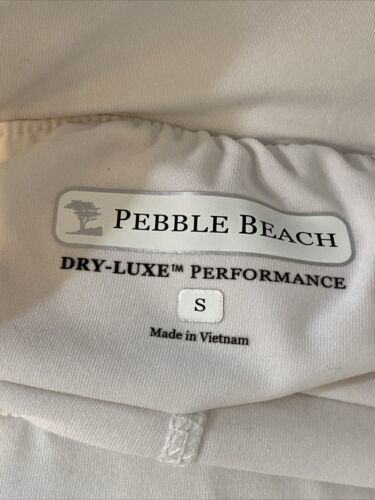 PEBBLE BEACH
DRY-LUXE™ PERFORMANCE
S
Made in Vietnam